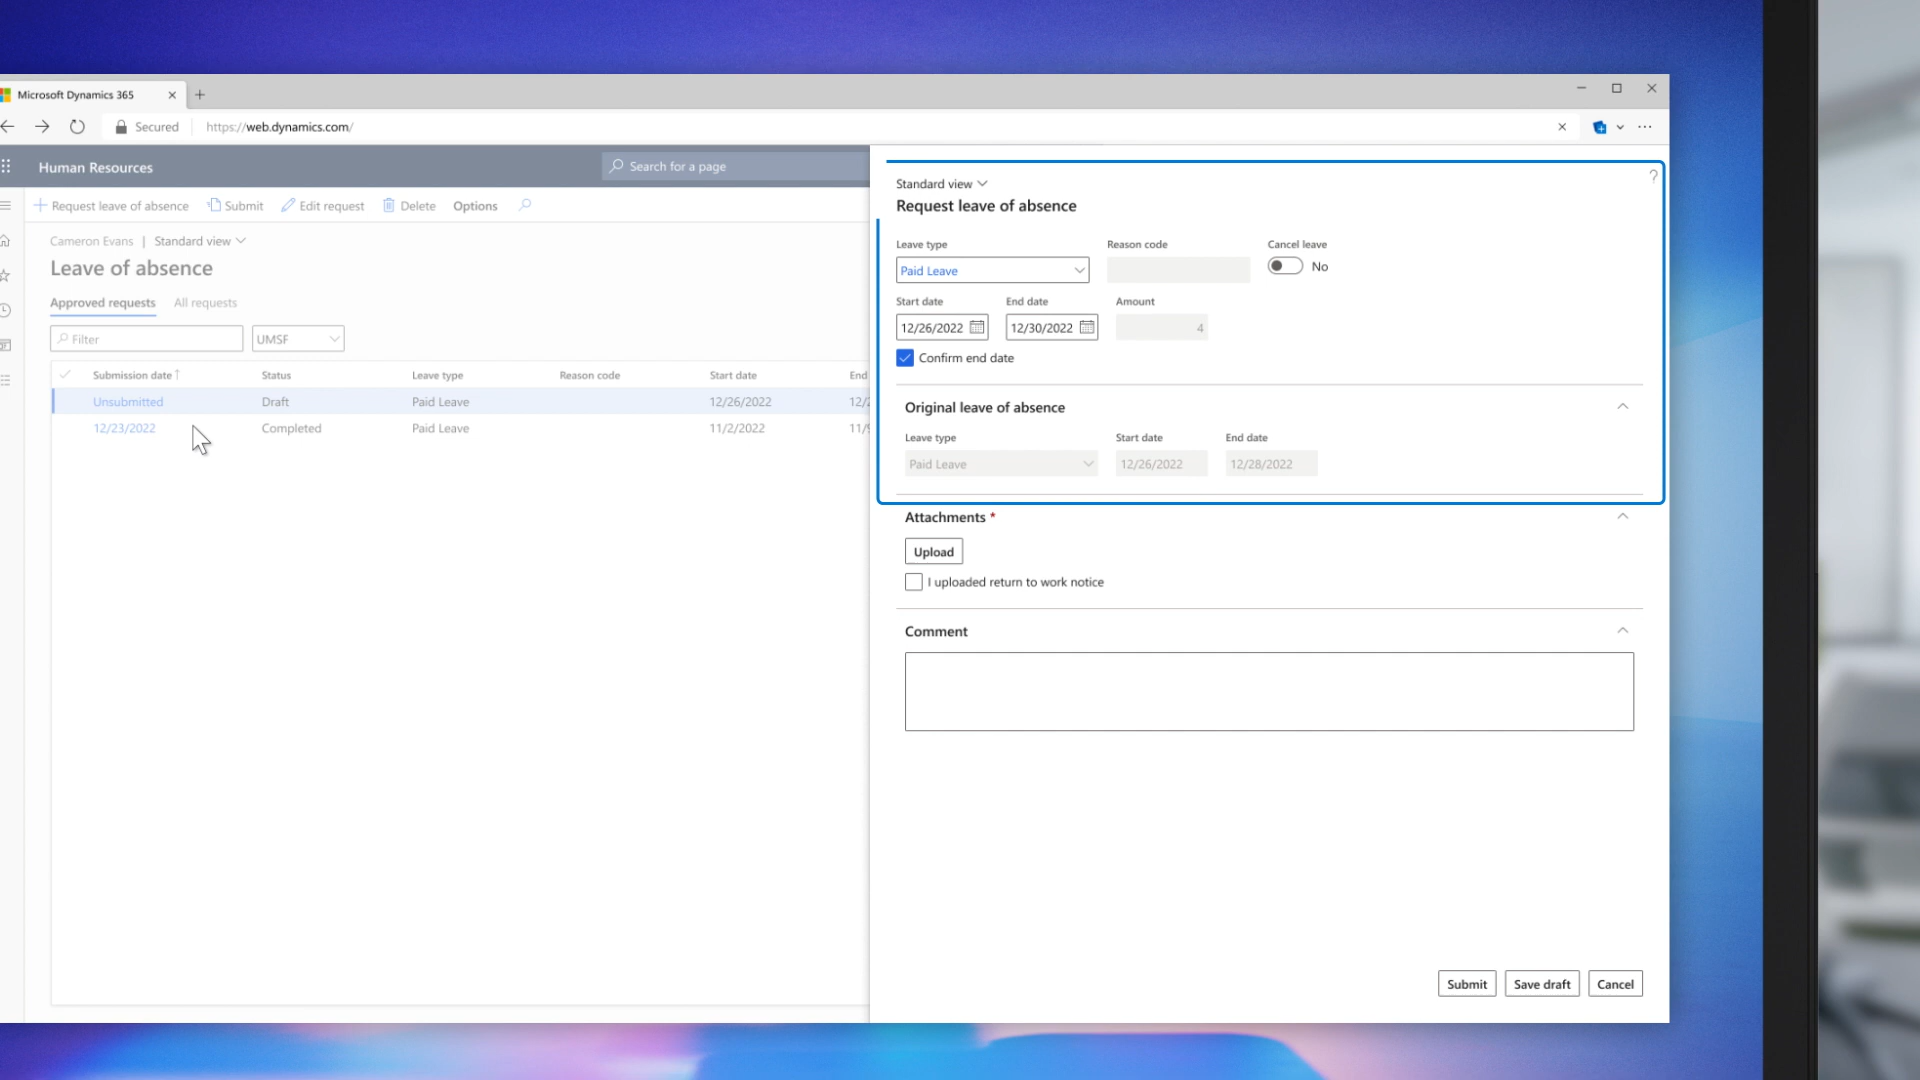 Microsoft Dynamics 365
Secured
https://web.dynamics.com/
Human Resources
Search for a page
Request leave of absence
Submit
Edit request
Delete
Options
Cameron Evans | Standard view
Leave of absence
Approved requests
All requests
Filter
UMSF
Submission date
Status
Leave type
Reason code
Start date
End
Unsubmitted
Draft
Paid Leave
12/26/2022
12/2
12/23/2022
Completed
Paid Leave
11/2/2022
11/9
?
Standard view
Request leave of absence
Leave type
Reason code
Cancel leave
Paid Leave
No
Start date
End date
Amount
12/26/2022
12/30/2022
4
Confirm end date
Original leave of absence
Leave type
Start date
End date
Paid Leave
12/26/2022
12/28/2022
Attachments *
Upload
I uploaded return to work notice
Comment
Submit
Save draft
Cancel